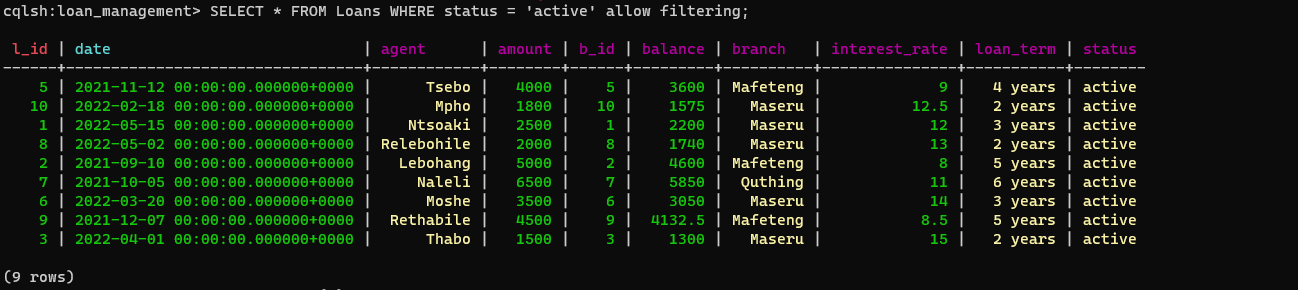 cqlsh:loan_management> SELECT * FROM Loans WHERE status = 'active' allow filtering;
 l_id | date                            | agent      | amount | b_id | balance | branch   | interest_rate | loan_term | status
------+---------------------------------+------------+--------+------+---------+----------+---------------+-----------+--------
    5 | 2021-11-12 00:00:00.000000+0000 |      Tsebo |   4000 |    5 |    3600 | Mafeteng |             9 |   4 years | active
   10 | 2022-02-18 00:00:00.000000+0000 |       Mpho |   1800 |   10 |    1575 |   Maseru |          12.5 |   2 years | active
    1 | 2022-05-15 00:00:00.000000+0000 |    Ntsoaki |   2500 |    1 |    2200 |   Maseru |            12 |   3 years | active
    8 | 2022-05-02 00:00:00.000000+0000 | Relebohile |   2000 |    8 |    1740 |   Maseru |            13 |   2 years | active
    2 | 2021-09-10 00:00:00.000000+0000 |   Lebohang |   5000 |    2 |    4600 | Mafeteng |             8 |   5 years | active
    7 | 2021-10-05 00:00:00.000000+0000 |     Naleli |   6500 |    7 |    5850 |  Quthing |            11 |   6 years | active
    6 | 2022-03-20 00:00:00.000000+0000 |      Moshe |   3500 |    6 |    3050 |   Maseru |            14 |   3 years | active
    9 | 2021-12-07 00:00:00.000000+0000 |  Rethabile |   4500 |    9 |  4132.5 | Mafeteng |           8.5 |   5 years | active
    3 | 2022-04-01 00:00:00.000000+0000 |      Thabo |   1500 |    3 |    1300 |   Maseru |            15 |   2 years | active
(9 rows)